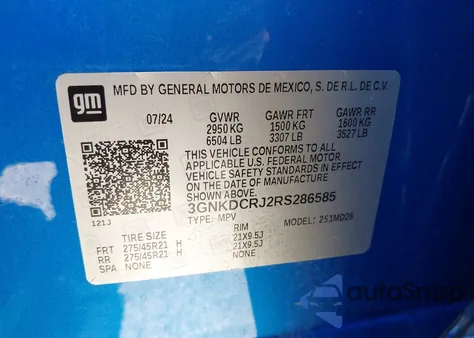 gm
MFD BY GENERAL MOTORS DE MEXICO, S. DE R.L. DE C.V.
07/24 GVWR GAWR FRT GAWR RR
2950 KG 1500 KG 1600 KG
6504 LB 3307 LB 3527 LB
THIS VEHICLE CONFORMS TO ALL
APPLICABLE U.S. FEDERAL MOTOR
VEHICLE SAFETY STANDARDS IN EFFECT
ON THE DATE OF MANUFACTURE
SHOWN ABOVE.
3GNKDCRJ2RS286585
TYPE: MPV MODEL: 251MD26
121J
TIRE SIZE RIM
FRT 275/45R21 H 21X9.5J
RR 275/45R21 H 21X9.5J
SPA NONE NONE
autoSnap